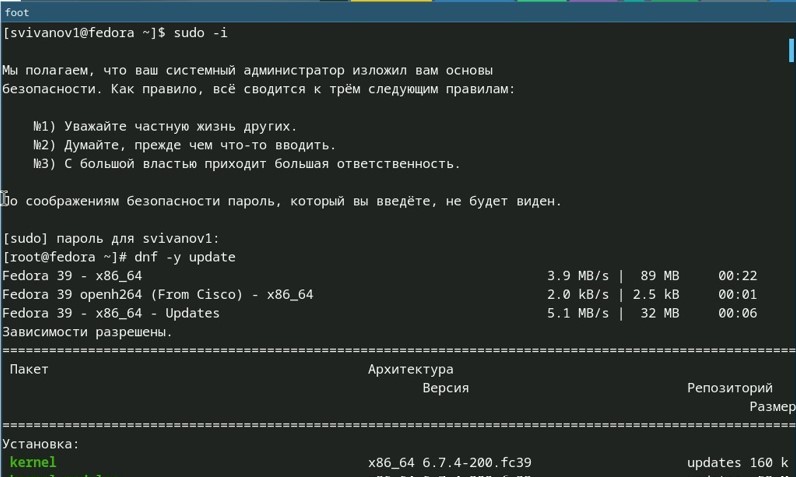 foot
[svivanov1@fedora ~]$ sudo -i
Мы полагаем, что ваш системный администратор изложил вам основы
безопасности. Как правило, всё сводится к трём следующим правилам:
№1) Уважайте частную жизнь других.
№2) Думайте, прежде чем что-то вводить.
№3) С большой властью приходит большая ответственность.
По соображениям безопасности пароль, который вы введёте, не будет виден.
[sudo] пароль для svivanov1:
[root@fedora ~]# dnf -y update
Fedora 39 - x86_64 3.9 MB/s | 89 MB 00:22
Fedora 39 openh264 (From Cisco) - x86_64 2.0 kB/s | 2.5 kB 00:01
Fedora 39 - x86_64 - Updates 5.1 MB/s | 32 MB 00:06
Зависимости разрешены.
Пакет Архитектура
Версия Репозиторий
Размер
Установка:
kernel x86_64 6.7.4-200.fc39 updates 160 k